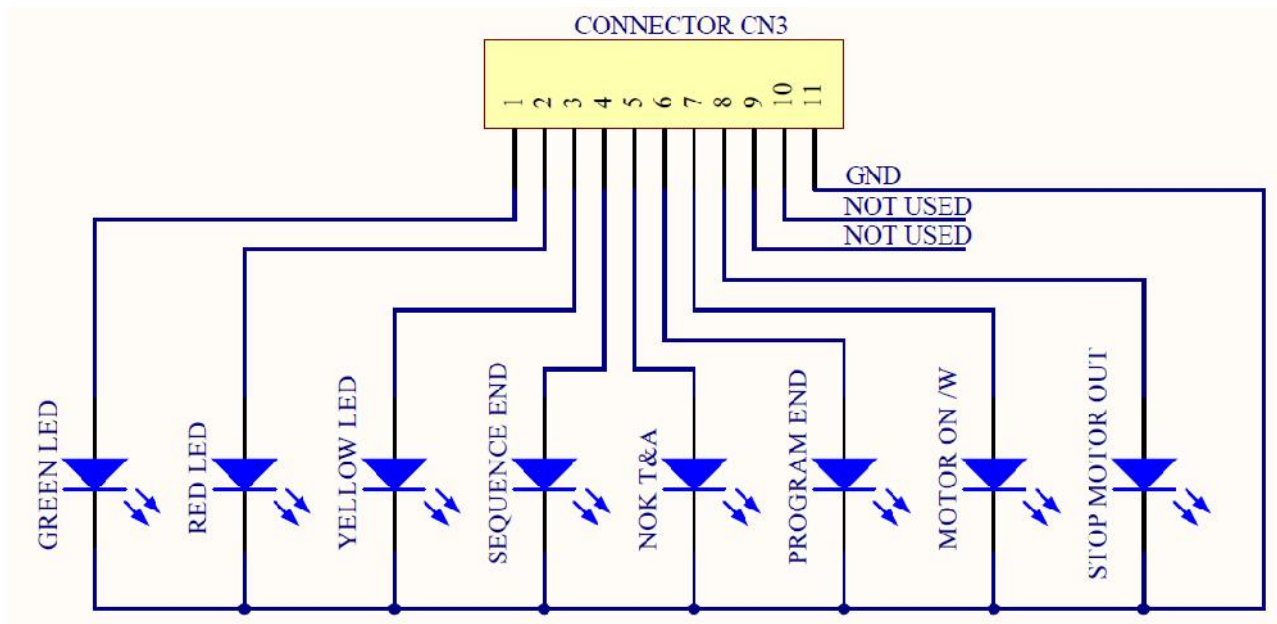 CONNECTOR CN3
1 2 3 4 5 6 7 8 9 10 11
GND
NOT USED
NOT USED
GREEN LED
RED LED
YELLOW LED
SEQUENCE END
NOK T&A
PROGRAM END
MOTOR ON /W
STOP MOTOR OUT